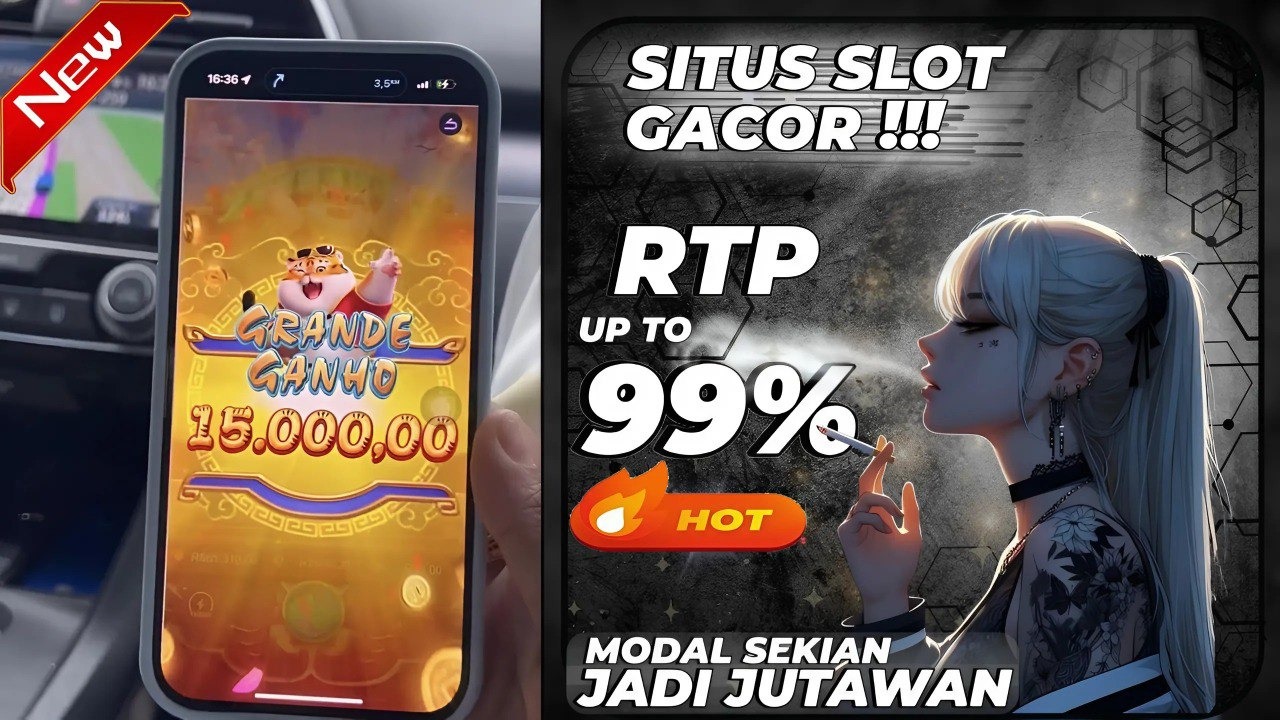 New
16:36
3,5 KM
GRANDE
GANHO
15.000,00
SITUS SLOT
GACOR !!!
RTP
UP TO
99%
HOT
MODAL SEKIAN
JADI JUTAWAN